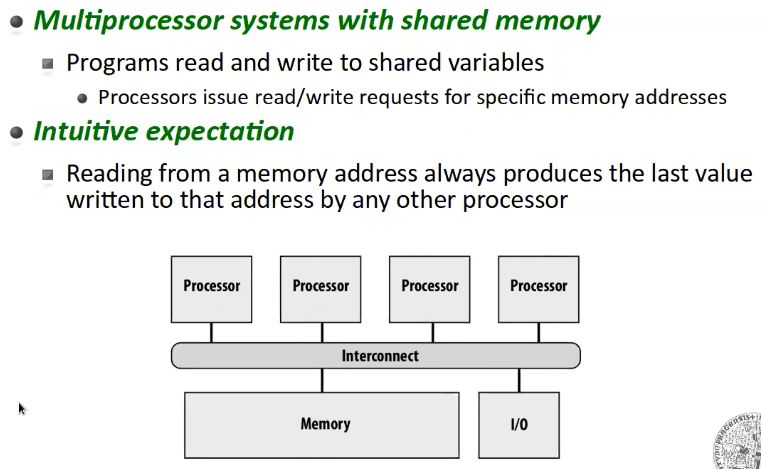 Multiprocessor systems with shared memory
Programs read and write to shared variables
Processors issue read/write requests for specific memory addresses
Intuitive expectation
Reading from a memory address always produces the last value
written to that address by any other processor
Processor Processor Processor Processor
Interconnect
Memory I/O